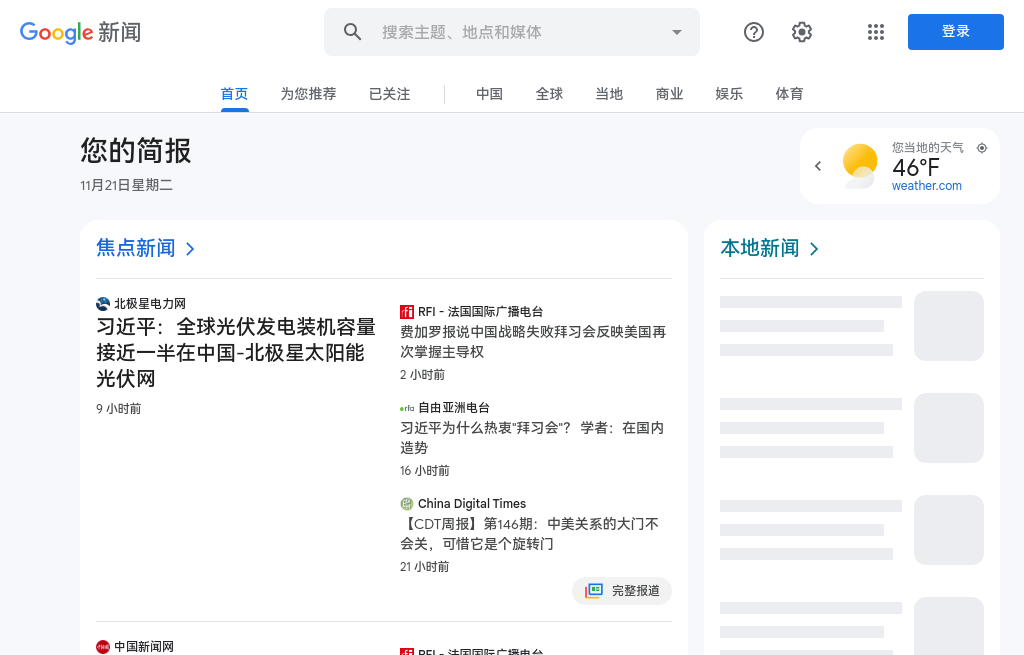 Google 新闻
搜索主题、地点和媒体
登录
首页
为您推荐
已关注
中国
全球
当地
商业
娱乐
体育
您的简报
11月21日星期二
您当地的天气
46°F
weather.com
焦点新闻
北极星电力网
习近平：全球光伏发电装机容量
接近一半在中国-北极星太阳能
光伏网
9 小时前
RFI - 法国国际广播电台
费加罗报说中国战略失败拜习会反映美国再
次掌握主导权
2 小时前
自由亚洲电台
习近平为什么热衷"拜习会"？ 学者：在国内
造势
16 小时前
China Digital Times
【CDT周报】第146期：中美关系的大门不
会关，可惜它是个旋转门
21 小时前
完整报道
中国新闻网
RFI - 法国国际广播电台
本地新闻